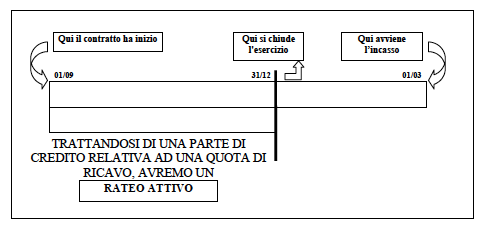 Qui il contratto ha inizio
Qui si chiude
l'esercizio
Qui avviene
l'incasso
01/09
31/12
01/03
TRATTANDOSI DI UNA PARTE DI
CREDITO RELATIVA AD UNA QUOTA DI
RICAVO, AVREMO UN
RATEO ATTIVO